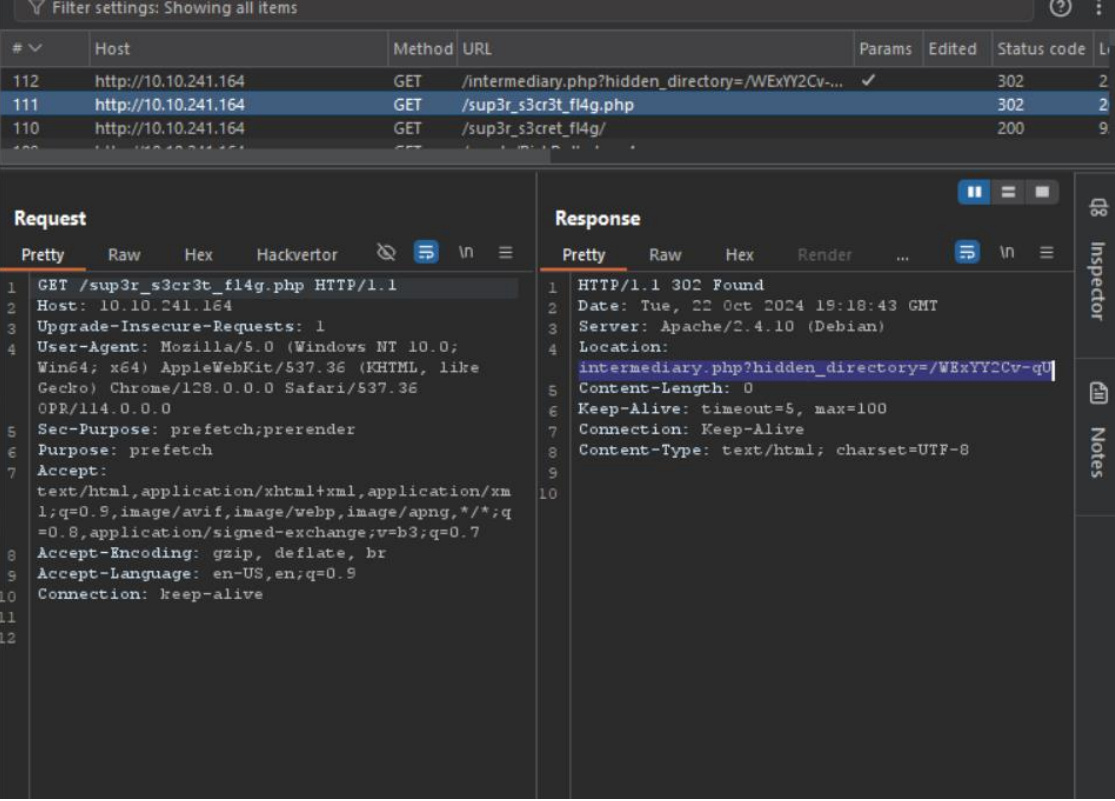 Filter settings: Showing all items
# Host Method URL Params Edited Status code
112 http://10.10.241.164 GET /intermediary.php?hidden_directory=/WExYY2Cv-... ✓ 302 2
111 http://10.10.241.164 GET /sup3r_s3cr3t_fl4g.php 302 2
110 http://10.10.241.164 GET /sup3r_s3cret_fl4g/ 200 9
Request
Pretty Raw Hex Hackvertor \n
1 GET /sup3r_s3cr3t_fl4g.php HTTP/1.1
2 Host: 10.10.241.164
3 Upgrade-Insecure-Requests: 1
4 User-Agent: Mozilla/5.0 (Windows NT 10.0;
Win64; x64) AppleWebKit/537.36 (KHTML, like
Gecko) Chrome/128.0.0.0 Safari/537.36
OPR/114.0.0.0
5 Sec-Purpose: prefetch;prerender
6 Purpose: prefetch
7 Accept:
text/html,application/xhtml+xml,application/xm
l;q=0.9,image/avif,image/webp,image/apng,*/*;q
=0.8,application/signed-exchange;v=b3;q=0.7
8 Accept-Encoding: gzip, deflate, br
9 Accept-Language: en-US,en;q=0.9
10 Connection: keep-alive
11
12
Response
Pretty Raw Hex Render ... \n
1 HTTP/1.1 302 Found
2 Date: Tue, 22 Oct 2024 19:18:43 GMT
3 Server: Apache/2.4.10 (Debian)
4 Location:
intermediary.php?hidden_directory=/WExYY2Cv-qU
5 Content-Length: 0
6 Keep-Alive: timeout=5, max=100
7 Connection: Keep-Alive
8 Content-Type: text/html; charset=UTF-8
9
10
Inspector
Notes